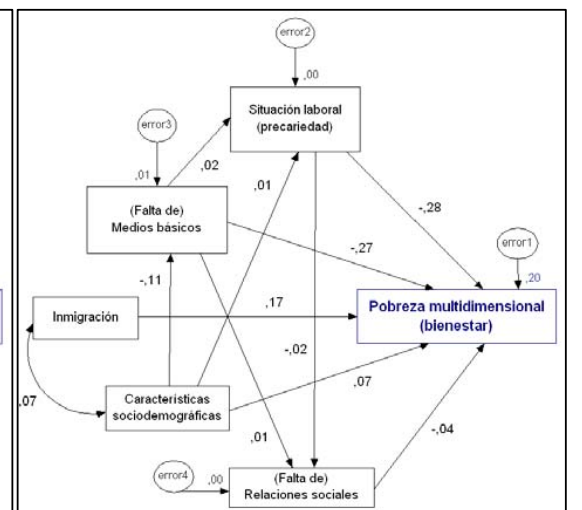 error2
,00
Situación laboral
(precariedad)
error3
,01
,02
,01
(Falta de)
Medios básicos
-,28
-,27
error1
,20
-,11
Inmigración
,17
Pobreza multidimensional
(bienestar)
-,02
,07
Características
sociodemográficas
,07
,01
-,04
error4
,00
(Falta de)
Relaciones sociales